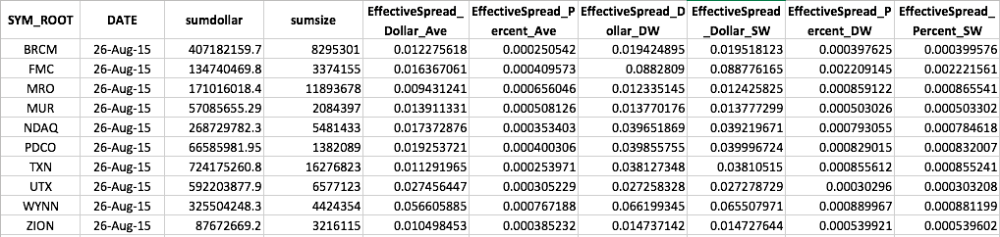 SYM_ROOT DATE sumdollar sumsize EffectiveSpread_Dollar_Ave EffectiveSpread_Percent_Ave EffectiveSpread_Dollar_DW EffectiveSpread_Dollar_SW EffectiveSpread_Percent_DW EffectiveSpread_Percent_SW
BRCM 26-Aug-15 407182159.7 8295301 0.012275618 0.000250542 0.019424895 0.019518123 0.000397625 0.000399576
FMC 26-Aug-15 134740469.8 3374155 0.016367061 0.000409573 0.0882809 0.088776165 0.002209145 0.002221561
MRO 26-Aug-15 171016018.4 11893678 0.009431241 0.000656046 0.012335145 0.012425825 0.000859122 0.000865541
MUR 26-Aug-15 57085655.29 2084397 0.013911331 0.000508126 0.013770176 0.013777299 0.000503026 0.000503302
NDAQ 26-Aug-15 268729782.3 5481433 0.017372876 0.000353403 0.039651869 0.039219671 0.000793055 0.000784618
PDCO 26-Aug-15 66585981.95 1382089 0.019253721 0.000400306 0.039855755 0.039996724 0.000829015 0.000832007
TXN 26-Aug-15 724175260.8 16276823 0.011291965 0.000253971 0.038127348 0.03810515 0.000855612 0.000855241
UTX 26-Aug-15 592203877.9 6577123 0.027456447 0.000305229 0.027258328 0.027278729 0.00030296 0.000303208
WYNN 26-Aug-15 325504248.3 4424354 0.056605885 0.000767188 0.066199345 0.065507971 0.000889967 0.000881199
ZION 26-Aug-15 87672669.2 3216115 0.010498453 0.000385232 0.014737142 0.014727644 0.000539921 0.000539602